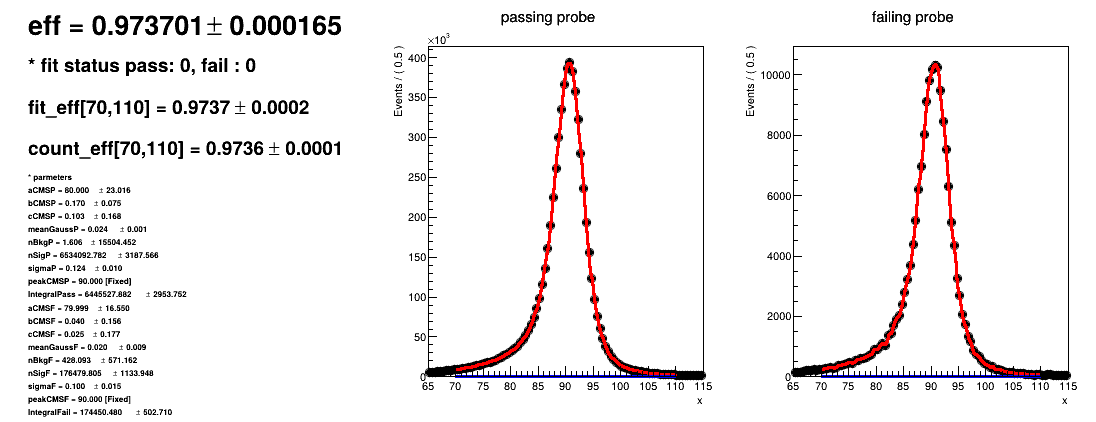 eff = 0.973701 ± 0.000165
* fit status pass: 0, fail : 0
fit_eff[70,110] = 0.9737 ± 0.0002
count_eff[70,110] = 0.9736 ± 0.0001
* parmeters
aCMSP = 80.000 ± 23.016
bCMSP = 0.170 ± 0.075
cCMSP = 0.103 ± 0.168
meanGaussP = 0.024 ± 0.001
nBkgP = 1.606 ± 15504.452
nSigP = 6534092.782 ± 3187.566
sigmaP = 0.124 ± 0.010
peakCMSP = 90.000 [Fixed]
IntegralPass = 6445527.882 ± 2953.752
aCMSF = 79.999 ± 16.550
bCMSF = 0.040 ± 0.156
cCMSF = 0.025 ± 0.177
meanGaussF = 0.020 ± 0.009
nBkgF = 428.093 ± 571.162
nSigF = 176479.805 ± 1133.948
sigmaF = 0.100 ± 0.015
peakCMSF = 90.000 [Fixed]
IntegralFail = 174450.480 ± 502.710
passing probe
×10³
Events / ( 0.5 )
400
350
300
250
200
150
100
50
0
65 70 75 80 85 90 95 100 105 110 115
x
failing probe
Events / ( 0.5 )
10000
8000
6000
4000
2000
0
65 70 75 80 85 90 95 100 105 110 115
x